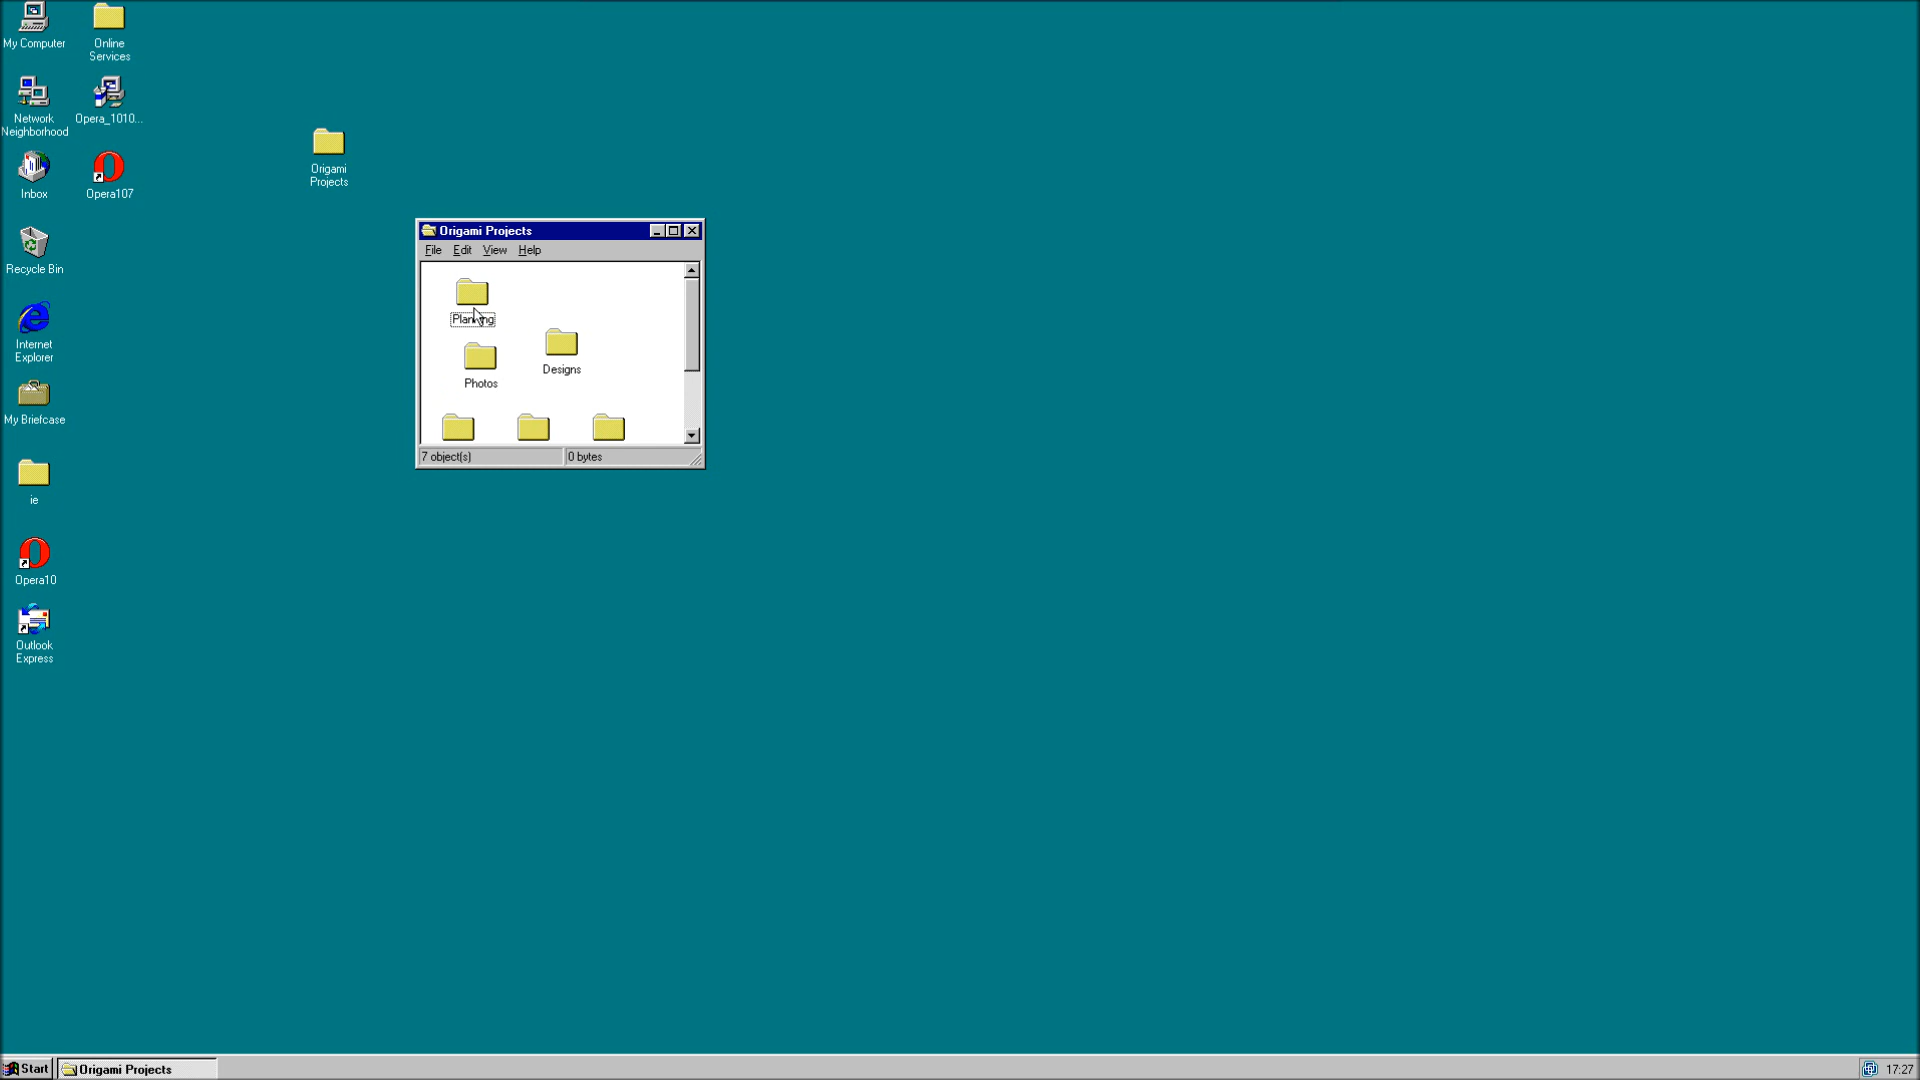 My Computer
Online
Services
Network
Neighborhood
Opera_1010...
Inbox
Opera107
Recycle Bin
Internet
Explorer
My Briefcase
ie
Opera10
Outlook
Express
Origami
Projects
Origami Projects
File Edit View Help
Planning
Photos
Designs
7 object(s)
0 bytes
Start
Origami Projects
17:27